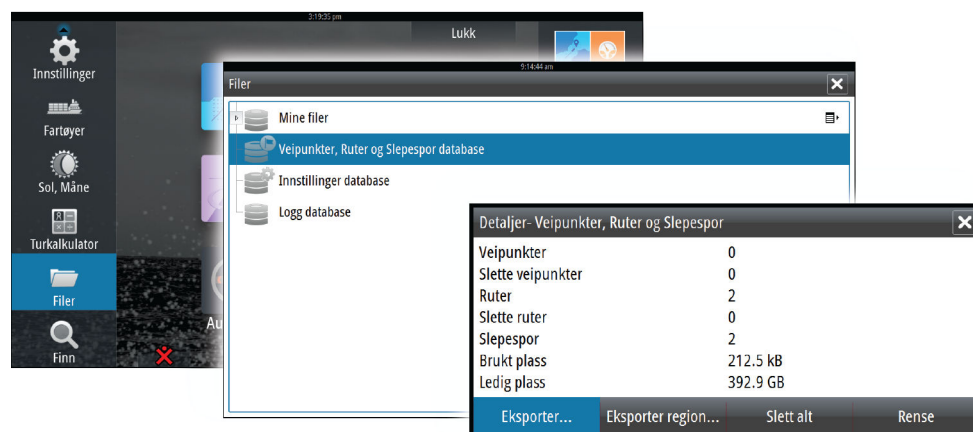 3:19:35 pm
Lukk
Innstillinger
Fartøyer
Sol, Måne
Turkalkulator
Filer
Finn
Au
9:14:44 am
Filer
Mine filer
Veipunkter, Ruter og Slepespor database
Innstillinger database
Logg database
Detaljer- Veipunkter, Ruter og Slepespor
Veipunkter 0
Slette veipunkter 0
Ruter 2
Slette ruter 0
Slepespor 2
Brukt plass 212.5 kB
Ledig plass 392.9 GB
Eksporter... Eksporter region... Slett alt Rense